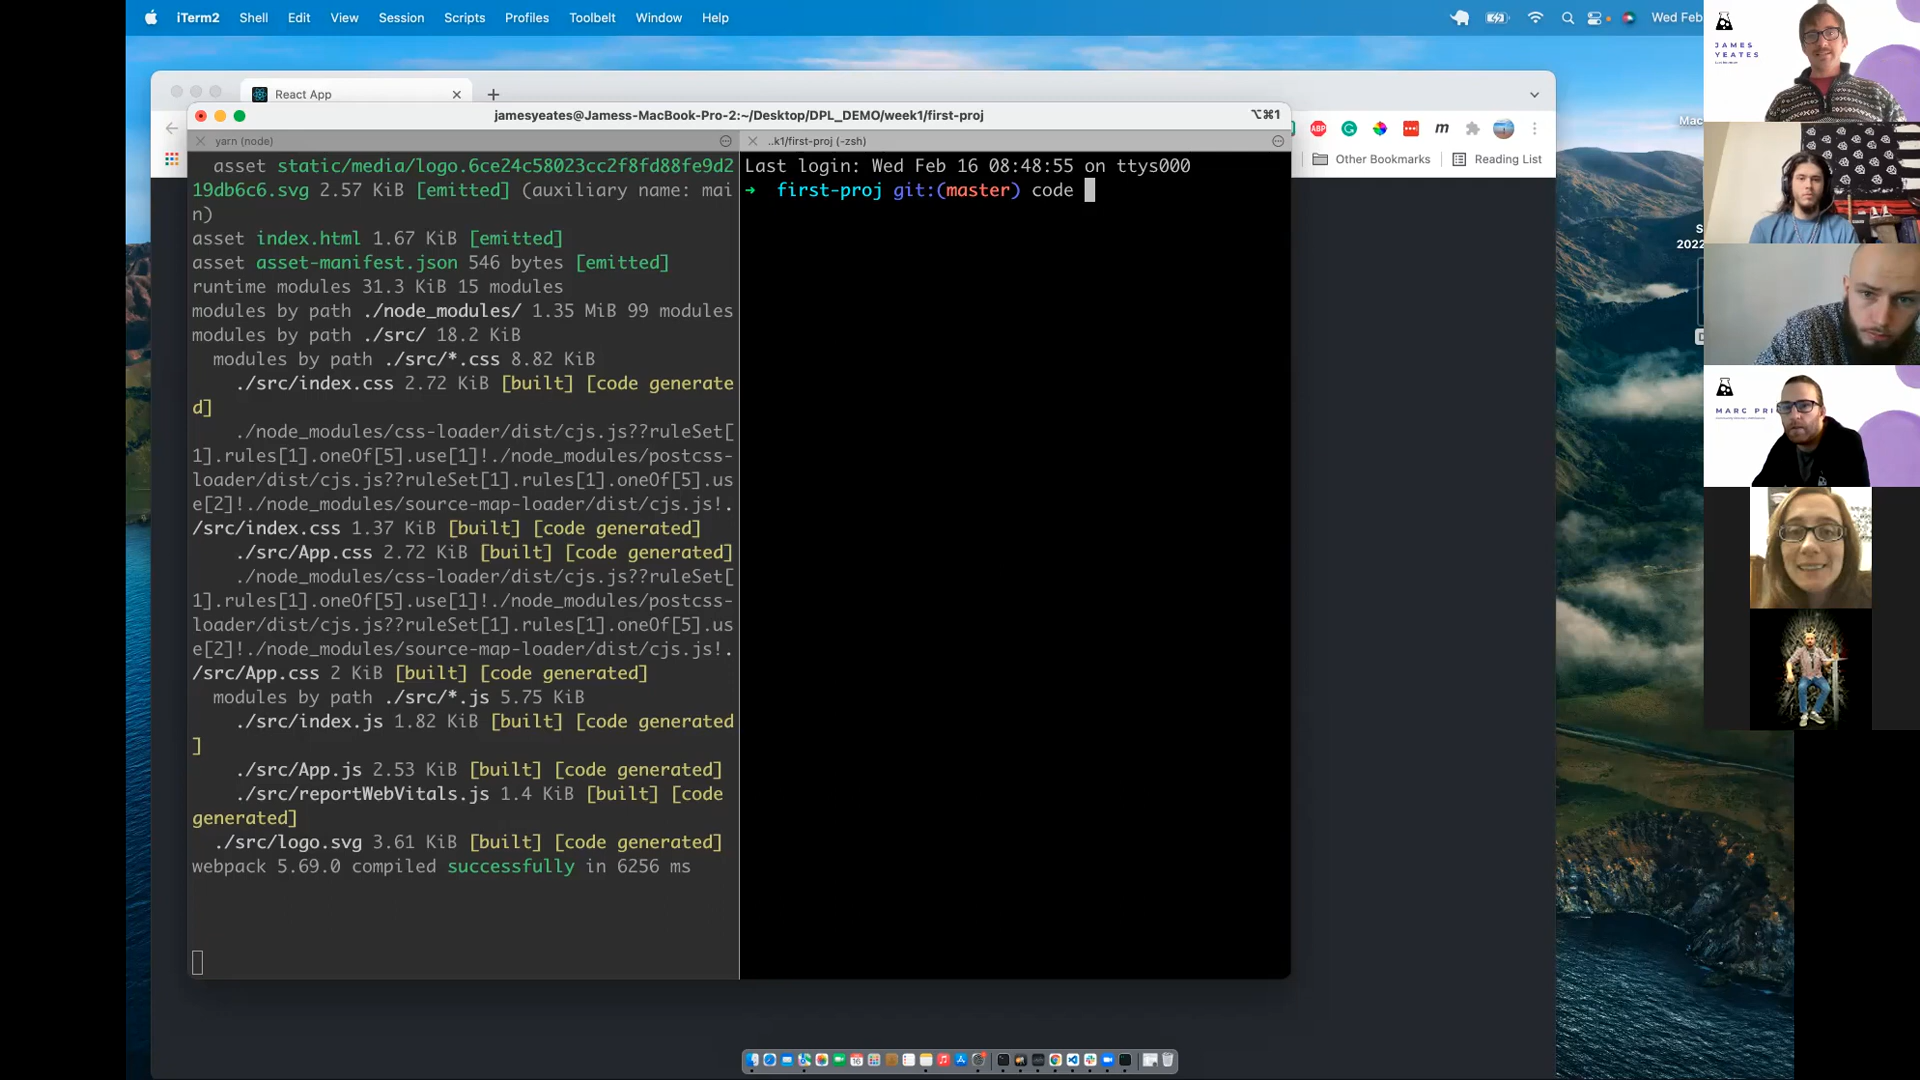 iTerm2 Shell Edit View Session Scripts Profiles Toolbelt Window Help
Wed Feb
React App
jamesyeates@Jamess-MacBook-Pro-2:~/Desktop/DPL_DEMO/week1/first-proj
⌥⌘1
yarn (node)
..k1/first-proj (-zsh)
ABP
Other Bookmarks
Reading List
asset static/media/logo.6ce24c58023cc2f8fd88fe9d2
19db6c6.svg 2.57 KiB [emitted] (auxiliary name: mai
n)
asset index.html 1.67 KiB [emitted]
asset asset-manifest.json 546 bytes [emitted]
runtime modules 31.3 KiB 15 modules
modules by path ./node_modules/ 1.35 MiB 99 modules
modules by path ./src/ 18.2 KiB
modules by path ./src/*.css 8.82 KiB
./src/index.css 2.72 KiB [built] [code generate
d]
./node_modules/css-loader/dist/cjs.js??ruleSet[
1].rules[1].oneOf[5].use[1]!./node_modules/postcss-
loader/dist/cjs.js??ruleSet[1].rules[1].oneOf[5].us
e[2]!./node_modules/source-map-loader/dist/cjs.js!.
/src/index.css 1.37 KiB [built] [code generated]
./src/App.css 2.72 KiB [built] [code generated]
./node_modules/css-loader/dist/cjs.js??ruleSet[
1].rules[1].oneOf[5].use[1]!./node_modules/postcss-
loader/dist/cjs.js??ruleSet[1].rules[1].oneOf[5].us
e[2]!./node_modules/source-map-loader/dist/cjs.js!.
/src/App.css 2 KiB [built] [code generated]
modules by path ./src/*.js 5.75 KiB
./src/index.js 1.82 KiB [built] [code generated
]
./src/App.js 2.53 KiB [built] [code generated]
./src/reportWebVitals.js 1.4 KiB [built] [code
generated]
./src/logo.svg 3.61 KiB [built] [code generated]
webpack 5.69.0 compiled successfully in 6256 ms
Last login: Wed Feb 16 08:48:55 on ttys000
➜ first-proj git:(master) code
Mac
S
2022
JAMES
YEATES
MARC PRI